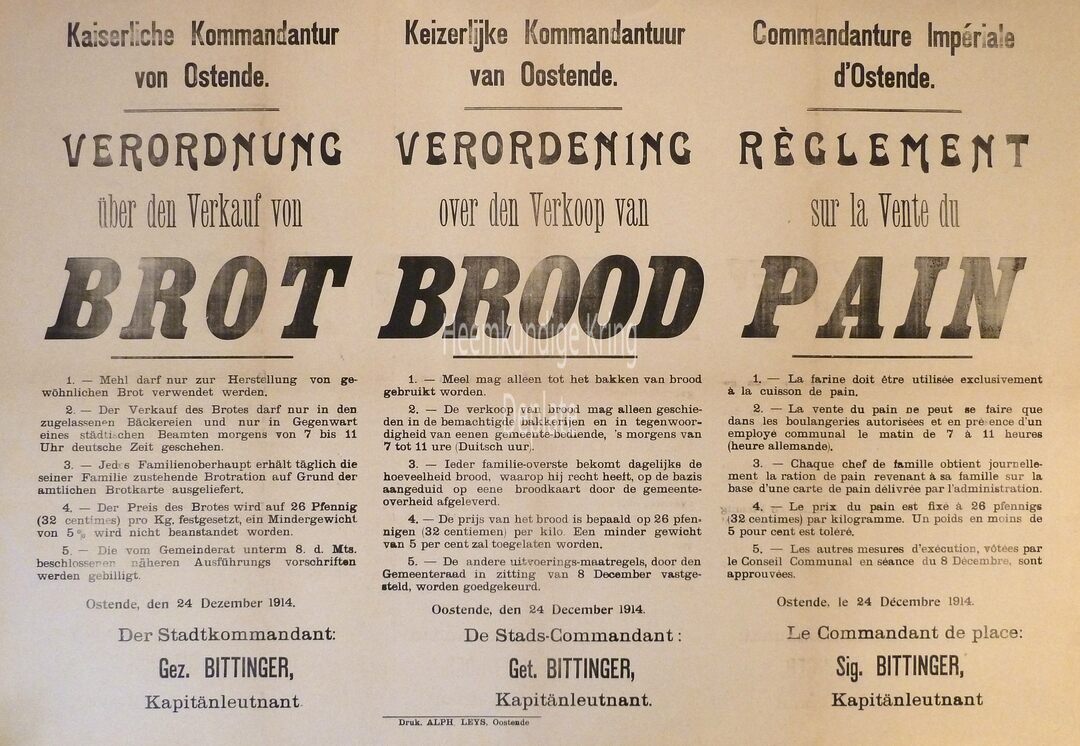 Kaiserliche Kommandantur
von Ostende.
VERORDNUNG
über den Verkauf von
BROT
1. — Mehl darf nur zur Herstellung von ge-
wöhnlichen Brot verwendet werden.
2. — Der Verkauf des Brotes darf nur in den
zugelassenen Bäckereien und nur in Gegenwart
eines städtischen Beamten morgens von 7 bis 11
Uhr deutsche Zeit geschehen.
3. — Jedes Familienoberhaupt erhält täglich die
seiner Familie zustehende Brotration auf Grund der
amtlichen Brotkarte ausgeliefert.
4. — Der Preis des Brotes wird auf 26 Pfennig
(32 centimes) pro Kg. festgesetzt, ein Mindergewicht
von 5 % wird nicht beanstandet worden.
5. — Die vom Gemeinderat unterm 8. d. Mts.
beschlossenen näheren Ausführungs vorschriften
werden gebilligt.
Ostende, den 24 Dezember 1914.
Der Stadtkommandant:
Gez. BITTINGER,
Kapitänleutnant
Keizerlijke Kommandantuur
van Oostende.
VERORDENING
over den Verkoop van
BROOD
1. — Meel mag alleen tot het bakken van brood
gebruikt worden.
2. — De verkoop van brood mag alleen geschie-
den in de bemachtigde bakkerijen en in tegenwoor-
digheid van eenen gemeente-bediende, 's morgens van
7 tot 11 ure (Duitsch uur).
3. — Ieder familie-overste bekomt dagelijks de
hoeveelheid brood, waarop hij recht heeft, op de bazis
aangeduid op eene broodkaart door de gemeente-
overheid afgeleverd.
4. — De prijs van het brood is bepaald op 26 pfen-
nigen (32 centiemen) per kilo. Een minder gewicht
van 5 per cent zal toegelaten worden.
5. — De andere uitvoerings-maatregels, door den
Gemeenteraad in zitting van 8 December vastge-
steld, worden goedgekeurd.
Oostende, den 24 December 1914.
De Stads-Commandant:
Get. BITTINGER,
Kapitänleutnant.
Druk. ALPH. LEYS, Oostende
Commandanture Impériale
d'Ostende.
RÈGLEMENT
sur la Vente du
PAIN
1. — La farine doit être utilisée exclusivement
à la cuisson de pain.
2. — La vente du pain ne peut se faire que
dans les boulangeries autorisées et en présence d'un
employé communal le matin de 7 à 11 heures
(heure allemande).
3. — Chaque chef de famille obtient journelle-
ment la ration de pain revenant à sa famille sur la
base d'une carte de pain délivrée par l'administration.
4. — Le prix du pain est fixé à 26 pfennigs
(32 centimes) par kilogramme. Un poids en moins de
5 pour cent est toléré.
5. — Les autres mesures d'exécution, vôtées par
le Conseil Communal en séance du 8 Décembre, sont
approuvées.
Ostende, le 24 Décembre 1914.
Le Commandant de place:
Sig. BITTINGER,
Kapitänleutnant
Heemkundige Kring